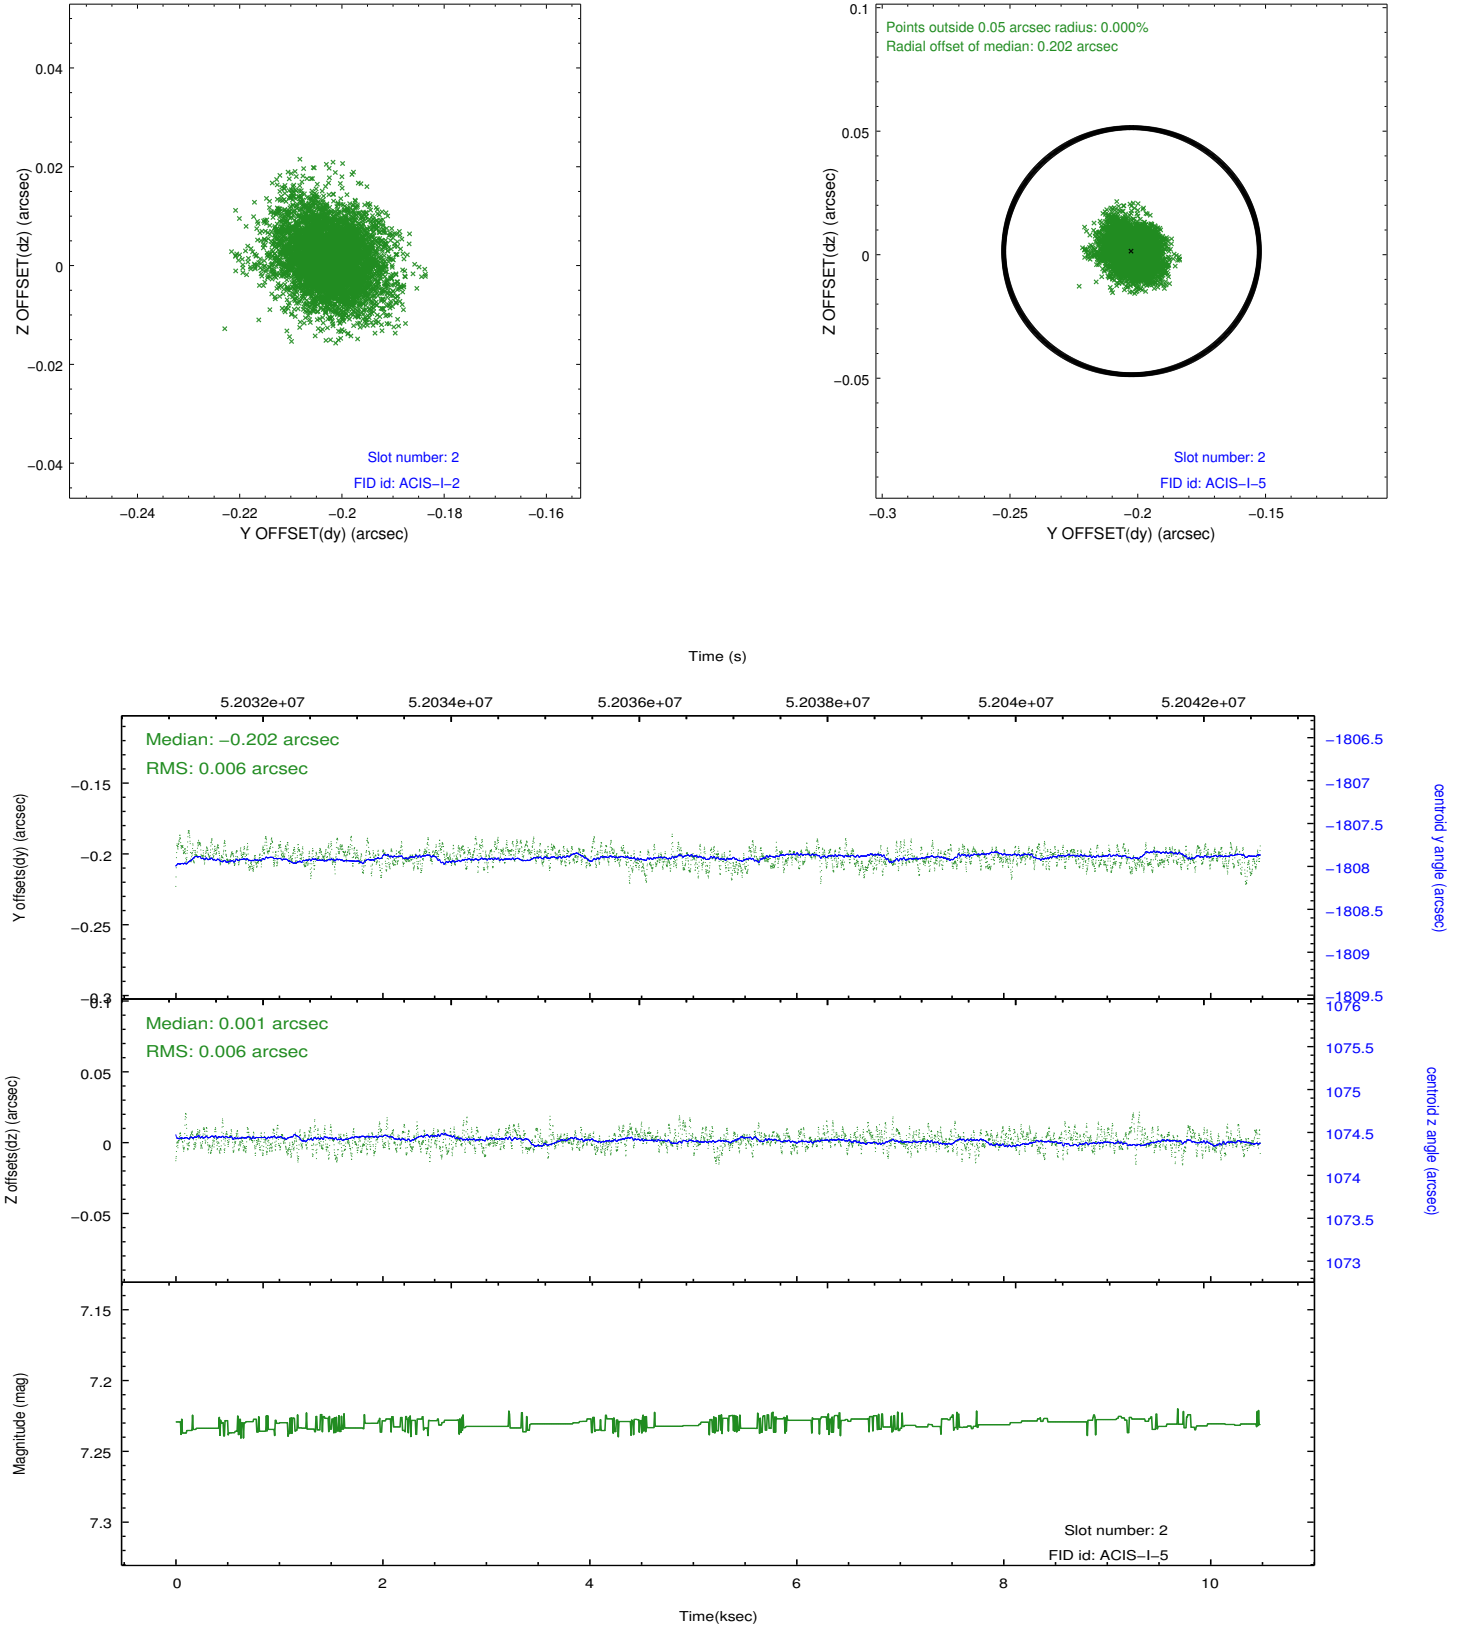 0.04
0.02
0
−0.02
−0.04
Z OFFSET(dz) (arcsec)
Slot number: 2
FID id: ACIS−I−2
−0.24
−0.22
−0.2
−0.18
−0.16
Y OFFSET(dy) (arcsec)
0.1
0.05
0
−0.05
Z OFFSET(dz) (arcsec)
Points outside 0.05 arcsec radius: 0.000%
Radial offset of median: 0.202 arcsec
Slot number: 2
FID id: ACIS−I−5
−0.3
−0.25
−0.2
−0.15
Y OFFSET(dy) (arcsec)
Time (s)
5.2032e+07
5.2034e+07
5.2036e+07
5.2038e+07
5.204e+07
5.2042e+07
Median: −0.202 arcsec
RMS: 0.006 arcsec
−0.15
−0.2
−0.25
−0.3
Y offsets(dy) (arcsec)
−1806.5
−1807
−1807.5
−1808
−1808.5
−1809
−1809.5
centroid y angle (arcsec)
Median: 0.001 arcsec
RMS: 0.006 arcsec
0.1
0.05
0
−0.05
Z offsets(dz) (arcsec)
1076
1075.5
1075
1074.5
1074
1073.5
1073
centroid z angle (arcsec)
7.15
7.2
7.25
7.3
Magnitude (mag)
Slot number: 2
FID id: ACIS−I−5
0
2
4
6
8
10
Time(ksec)